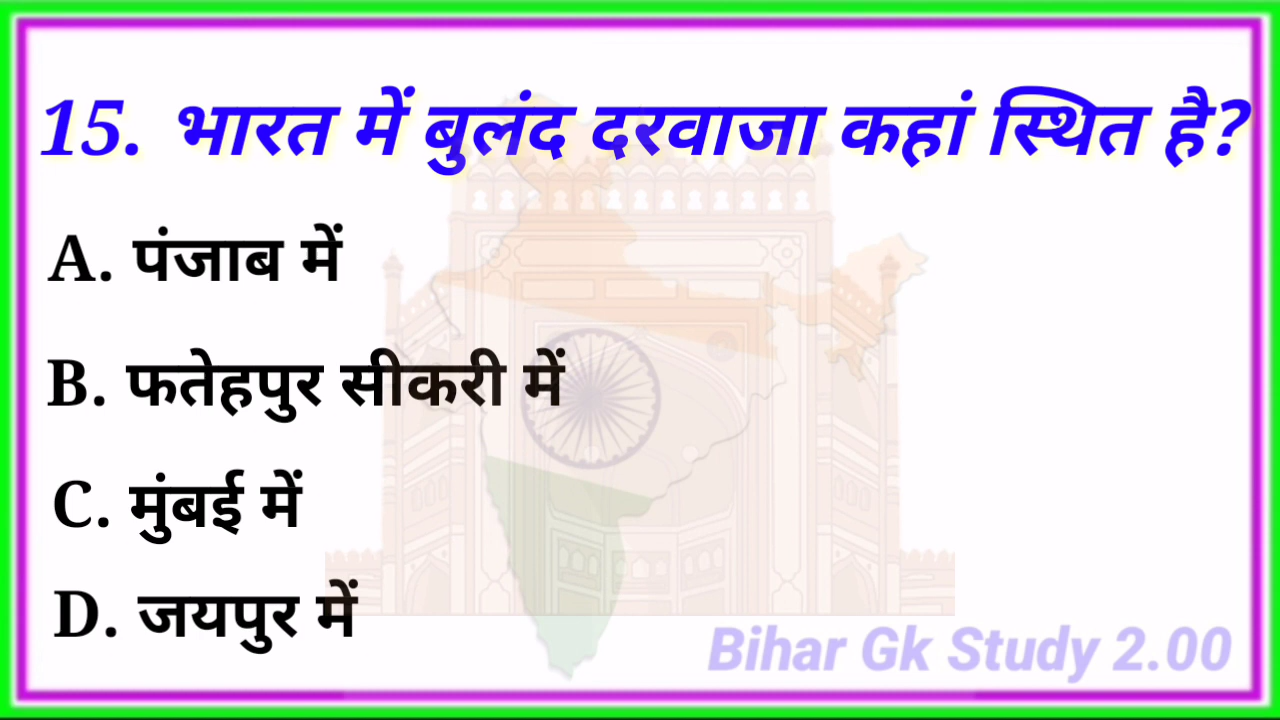 15. भारत में बुलंद दरवाजा कहां स्थित है?
A. पंजाब में
B. फतेहपुर सीकरी में
C. मुंबई में
D. जयपुर में
Bihar Gk Study 2.00